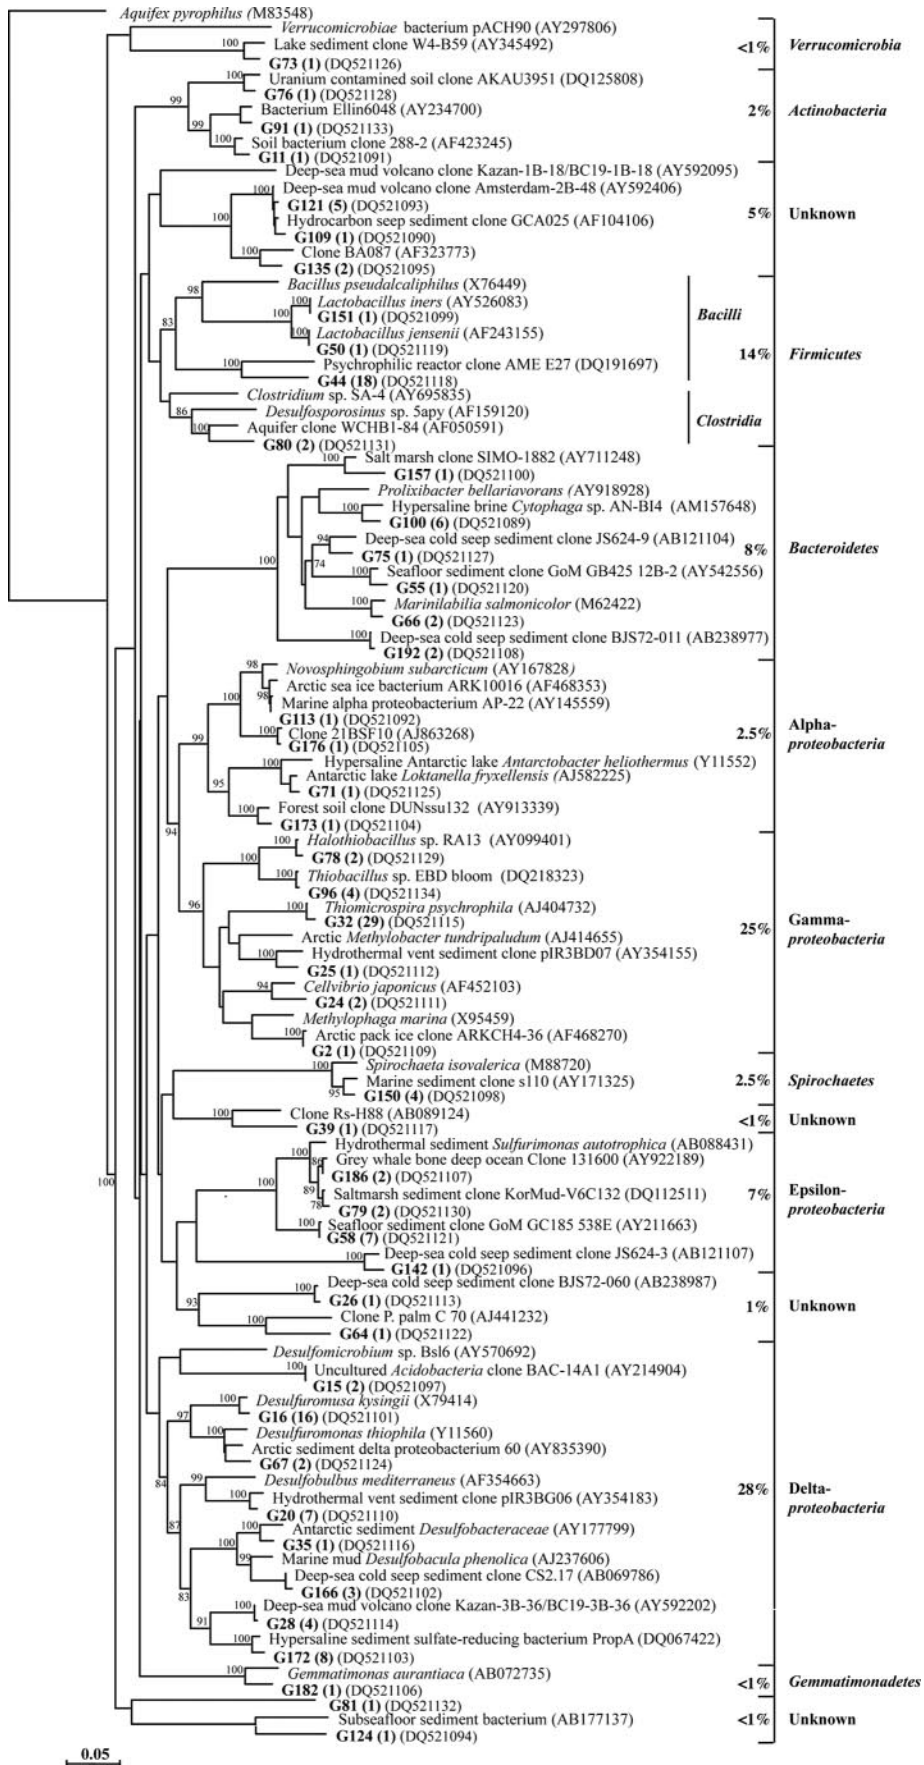 Aquifex pyrophilus (M83548)
Verrucomicrobiae bacterium pACH90 (AY297806)
100 Lake sediment clone W4-B59 (AY345492) <1% Verrucomicrobia
G73 (1) (DQ521126)
100 Uranium contamined soil clone AKAU3951 (DQ125808)
G76 (1) (DQ521128)
99 Bacterium Ellin6048 (AY234700) 2% Actinobacteria
99 G91 (1) (DQ521133)
100 Soil bacterium clone 288-2 (AF423245)
G11 (1) (DQ521091)
Deep-sea mud volcano clone Kazan-1B-18/BC19-1B-18 (AY592095)
100 Deep-sea mud volcano clone Amsterdam-2B-48 (AY592406)
G121 (5) (DQ521093) 5% Unknown
100 Hydrocarbon seep sediment clone GCA025 (AF104106)
G109 (1) (DQ521090)
100 Clone BA087 (AF323773)
G135 (2) (DQ521095)
98 Bacillus pseudalcaliphilus (X76449)
100 Lactobacillus iners (AY526083)
100 G151 (1) (DQ521099) Bacilli
83 100 Lactobacillus jensenii (AF243155)
G50 (1) (DQ521119) 14% Firmicutes
100 Psychrophilic reactor clone AME E27 (DQ191697)
G44 (18) (DQ521118)
Clostridium sp. SA-4 (AY695835)
86 Desulfosporosinus sp. 5apy (AF159120)
100 Aquifer clone WCHB1-84 (AF050591) Clostridia
G80 (2) (DQ521131)
100 Salt marsh clone SIMO-1882 (AY711248)
G157 (1) (DQ521100)
Prolixibacter bellariavorans (AY918928)
100 Hypersaline brine Cytophaga sp. AN-BI4 (AM157648)
G100 (6) (DQ521089)
94 Deep-sea cold seep sediment clone JS624-9 (AB121104)
100 74 G75 (1) (DQ521127) 8% Bacteroidetes
100 Seafloor sediment clone GoM GB425 12B-2 (AY542556)
G55 (1) (DQ521120)
100 Marinilabilia salmonicolor (M62422)
G66 (2) (DQ521123)
100 Deep-sea cold seep sediment clone BJS72-011 (AB238977)
G192 (2) (DQ521108)
98 Novosphingobium subarcticum (AY167828)
100 Arctic sea ice bacterium ARK10016 (AF468353)
98 Marine alpha proteobacterium AP-22 (AY145559)
G113 (1) (DQ521092) Alpha-
99 100 Clone 21BSF10 (AJ863268) 2.5% proteobacteria
G176 (1) (DQ521105)
100 Hypersaline Antarctic lake Antarctobacter heliothermus (Y11552)
95 Antarctic lake Loktanella fryxellensis (AJ582225)
G71 (1) (DQ521125)
100 Forest soil clone DUNssu132 (AY913339)
94 G173 (1) (DQ521104)
100 Halothiobacillus sp. RA13 (AY099401)
100 G78 (2) (DQ521129)
100 Thiobacillus sp. EBD bloom (DQ218323)
G96 (4) (DQ521134)
96 100 Thiomicrospira psychrophila (AJ404732)
G32 (29) (DQ521115) Gamma-
Arctic Methylobacter tundripaludum (AJ414655) 25% proteobacteria
100 Hydrothermal vent sediment clone pIR3BD07 (AY354155)
G25 (1) (DQ521112)
94 Cellvibrio japonicus (AF452103)
G24 (2) (DQ521111)
Methylophaga marina (X95459)
100 Arctic pack ice clone ARKCH4-36 (AF468270)
G2 (1) (DQ521109)
100 Spirochaeta isovalerica (M88720)
Marine sediment clone s110 (AY171325) 2.5% Spirochaetes
95 G150 (4) (DQ521098)
100 Clone Rs-H88 (AB089124) <1% Unknown
G39 (1) (DQ521117)
100 Hydrothermal sediment Sulfurimonas autotrophica (AB088431)
86 Grey whale bone deep ocean Clone 131600 (AY922189)
100 100 G186 (2) (DQ521107)
89 Saltmarsh sediment clone KorMud-V6C132 (DQ112511) 7% Epsilon-
78 G79 (2) (DQ521130) proteobacteria
100 Seafloor sediment clone GoM GC185 538E (AY211663)
G58 (7) (DQ521121)
100 Deep-sea cold seep sediment clone JS624-3 (AB121107)
G142 (1) (DQ521096)
100 Deep-sea cold seep sediment clone BJS72-060 (AB238987)
93 G26 (1) (DQ521113) 1% Unknown
100 Clone P. palm C 70 (AJ441232)
G64 (1) (DQ521122)
Desulfomicrobium sp. Bsl6 (AY570692)
100 Uncultured Acidobacteria clone BAC-14A1 (AY214904)
G15 (2) (DQ521097)
100 Desulfuromusa kysingii (X79414)
97 G16 (16) (DQ521101)
100 Desulfuromonas thiophila (Y11560)
Arctic sediment delta proteobacterium 60 (AY835390)
G67 (2) (DQ521124)
84 99 Desulfobulbus mediterraneus (AF354663)
100 Hydrothermal vent sediment clone pIR3BG06 (AY354183) 28% Delta-
G20 (7) (DQ521110) proteobacteria
87 100 Antarctic sediment Desulfobacteraceae (AY177799)
100 G35 (1) (DQ521116)
99 Marine mud Desulfobacula phenolica (AJ237606)
100 Deep-sea cold seep sediment clone CS2.17 (AB069786)
83 G166 (3) (DQ521102)
100 Deep-sea mud volcano clone Kazan-3B-36/BC19-3B-36 (AY592202)
91 G28 (4) (DQ521114)
100 Hypersaline sediment sulfate-reducing bacterium PropA (DQ067422)
G172 (8) (DQ521103)
100 Gemmatimonas aurantiaca (AB072735)
G182 (1) (DQ521106) <1% Gemmatimonadetes
G81 (1) (DQ521132)
Subseafloor sediment bacterium (AB177137) <1% Unknown
G124 (1) (DQ521094)
0.05